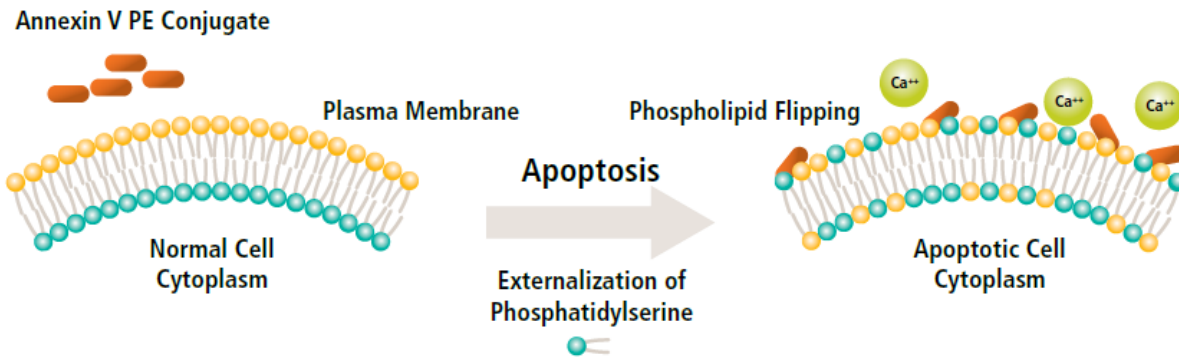 Annexin V PE Conjugate
Plasma Membrane
Phospholipid Flipping
Ca++
Ca++
Ca++
Apoptosis
Normal Cell
Cytoplasm
Externalization of
Phosphatidylserine
Apoptotic Cell
Cytoplasm